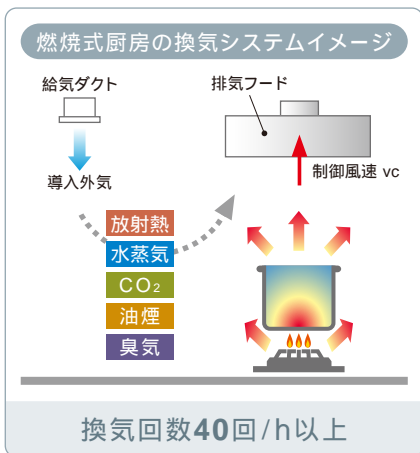 燃焼式厨房の換気システムイメージ
給気ダクト
排気フード
導入外気
制御風速 vc
放射熱
水蒸気
CO₂
油煙
臭気
換気回数40回/h以上